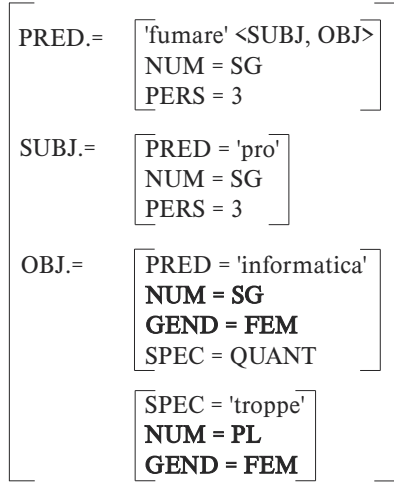 PRED.= 'fumare' <SUBJ, OBJ>
NUM = SG
PERS = 3
SUBJ.= PRED = 'pro'
NUM = SG
PERS = 3
OBJ.= PRED = 'informatica'
NUM = SG
GEND = FEM
SPEC = QUANT
SPEC = 'troppe'
NUM = PL
GEND = FEM